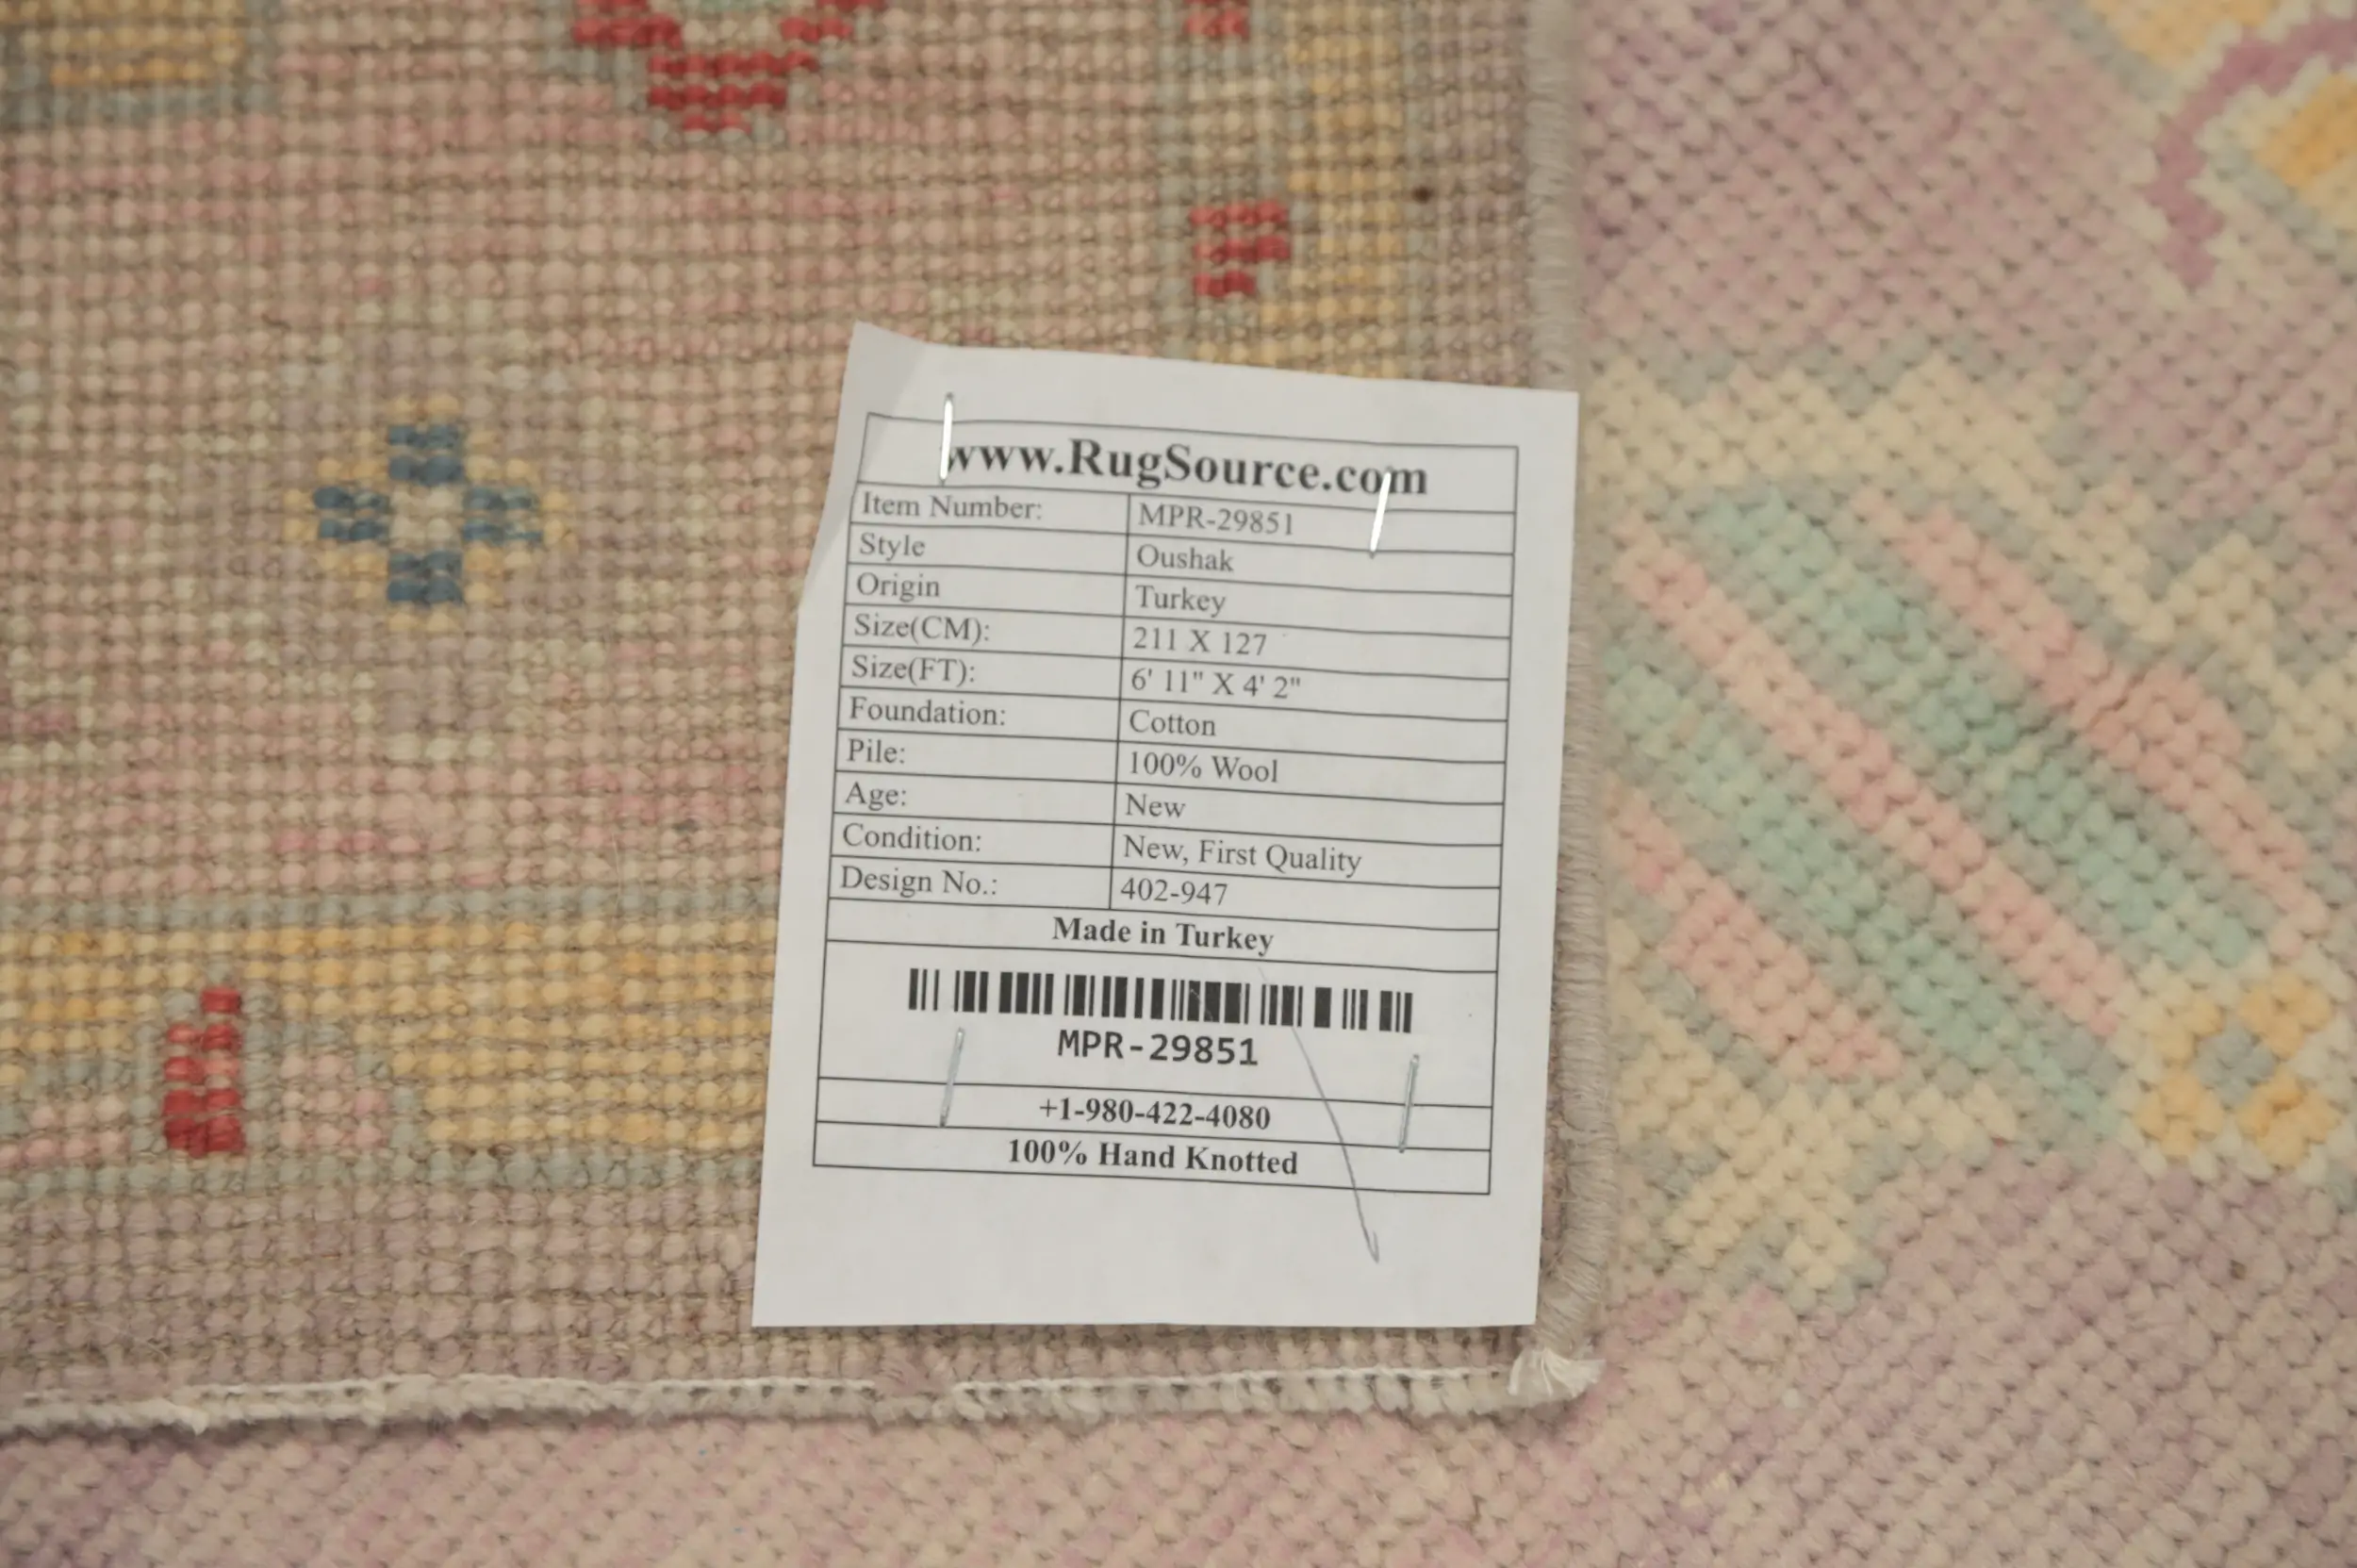 www.RugSource.com
Item Number: MPR-29851
Style Oushak
Origin Turkey
Size(CM): 211 X 127
Size(FT): 6' 11" X 4' 2"
Foundation: Cotton
Pile: 100% Wool
Age: New
Condition: New, First Quality
Design No.: 402-947
Made in Turkey
MPR-29851
+1-980-422-4080
100% Hand Knotted